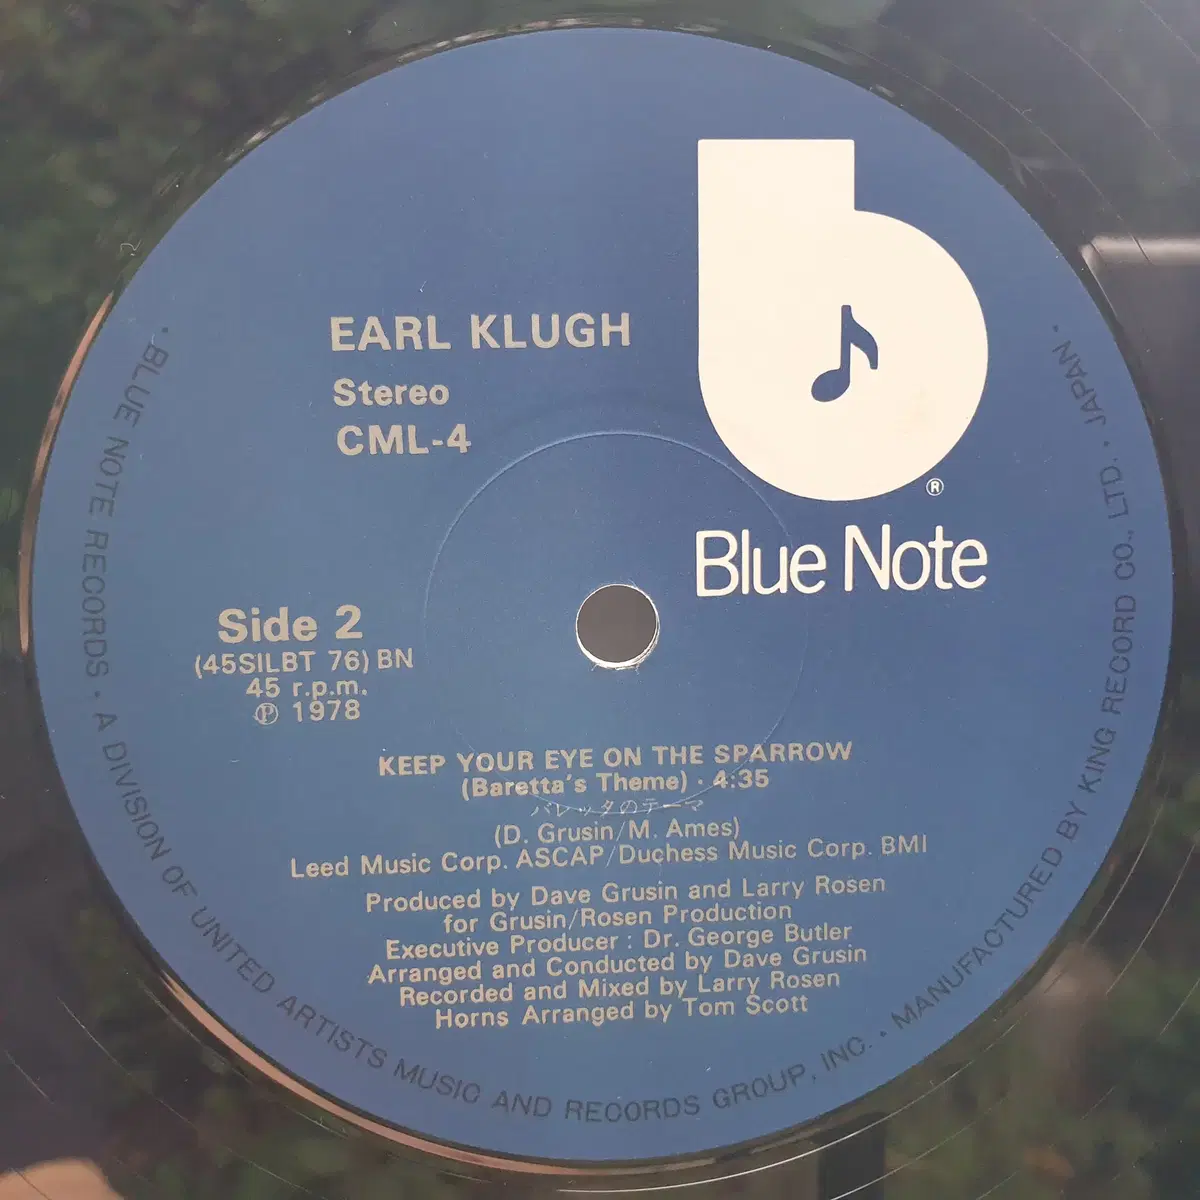 EARL KLUGH
Stereo
CML-4
b
®
Blue Note
Side 2
(45SILBT 76) BN
45 r.p.m.
Ⓟ 1978
KEEP YOUR EYE ON THE SPARROW
(Baretta's Theme) · 4:35
バレッタのテーマ
(D. Grusin/M. Ames)
Leed Music Corp. ASCAP/Duchess Music Corp. BMI
Produced by Dave Grusin and Larry Rosen
for Grusin/Rosen Production
Executive Producer : Dr. George Butler
Arranged and Conducted by Dave Grusin
Recorded and Mixed by Larry Rosen
Horns Arranged by Tom Scott
· BLUE NOTE RECORDS · A DIVISION OF UNITED ARTISTS MUSIC AND RECORDS GROUP, INC. · MANUFACTURED BY KING RECORD CO., LTD. · JAPAN ·